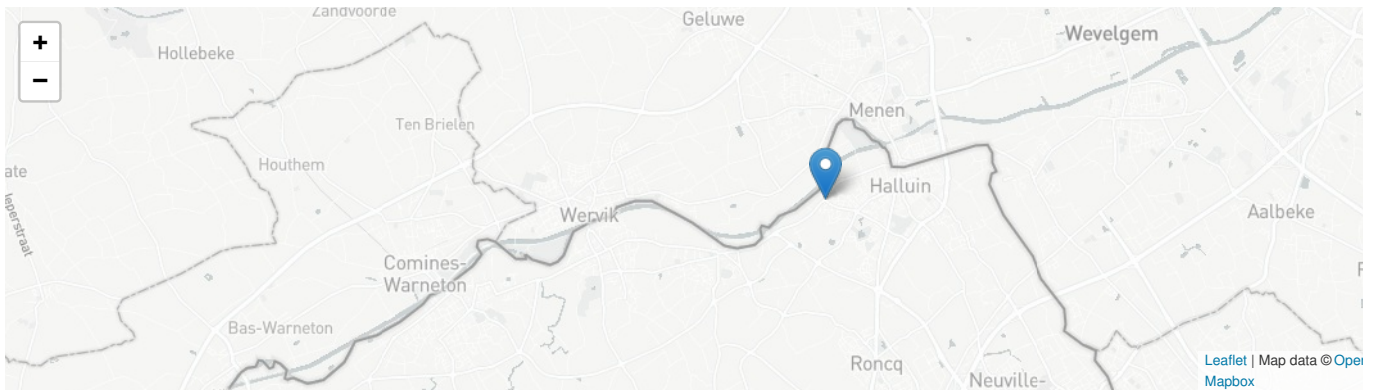 +
−
Zandvoorde
Geluwe
Wevelgem
Hollebeke
Menen
Ten Brielen
Houthem
ate
Halluin
Ieperstraat
Wervik
Aalbeke
Comines-
Warneton
Bas-Warneton
Roncq
Neuville-
Leaflet | Map data © Oper
Mapbox